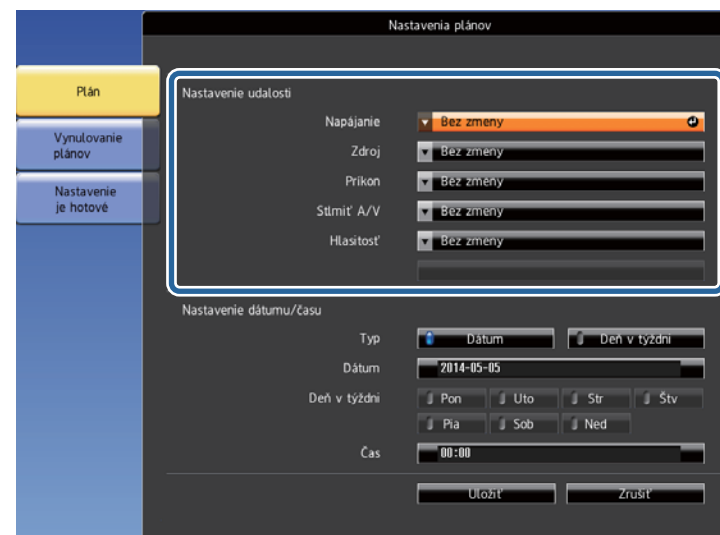 Nastavenia plánov
Plán
Vynulovanie
plánov
Nastavenie
je hotové
Nastavenie udalosti
Napájanie Bez zmeny
Zdroj Bez zmeny
Príkon Bez zmeny
Stlmiť A/V Bez zmeny
Hlasitosť Bez zmeny
Nastavenie dátumu/času
Typ Dátum Deň v týždni
Dátum 2014-05-05
Deň v týždni Pon Uto Str Štv
Pia Sob Ned
Čas 00:00
Uložiť Zrušiť